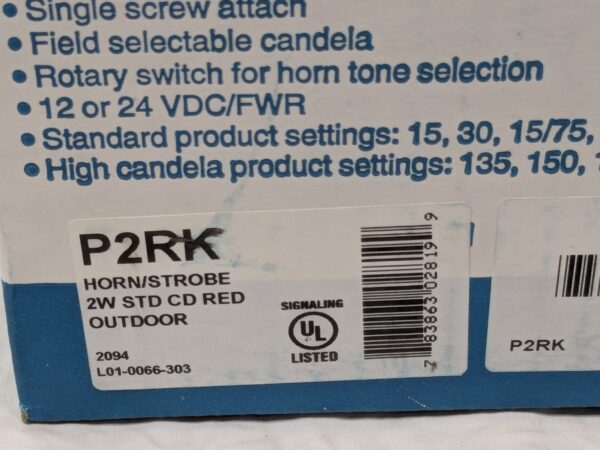 • Single screw attach
• Field selectable candela
• Rotary switch for horn tone selection
• 12 or 24 VDC/FWR
• Standard product settings: 15, 30, 15/75,
• High candela product settings: 135, 150,
P2RK
HORN/STROBE
2W STD CD RED
OUTDOOR
2094
L01-0066-303
SIGNALING
UL
LISTED
7 83863 02819 9
P2RK